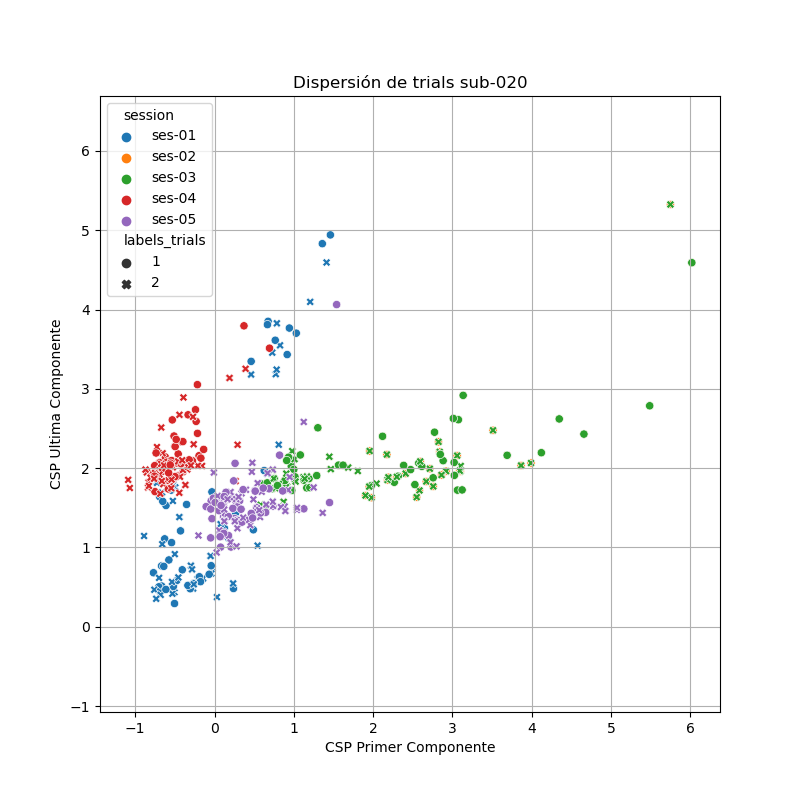 Dispersión de trials sub-020
session
ses-01
ses-02
ses-03
ses-04
ses-05
labels_trials
1
2
6
5
4
3
2
1
0
−1
CSP Ultima Componente
−1 0 1 2 3 4 5 6
CSP Primer Componente